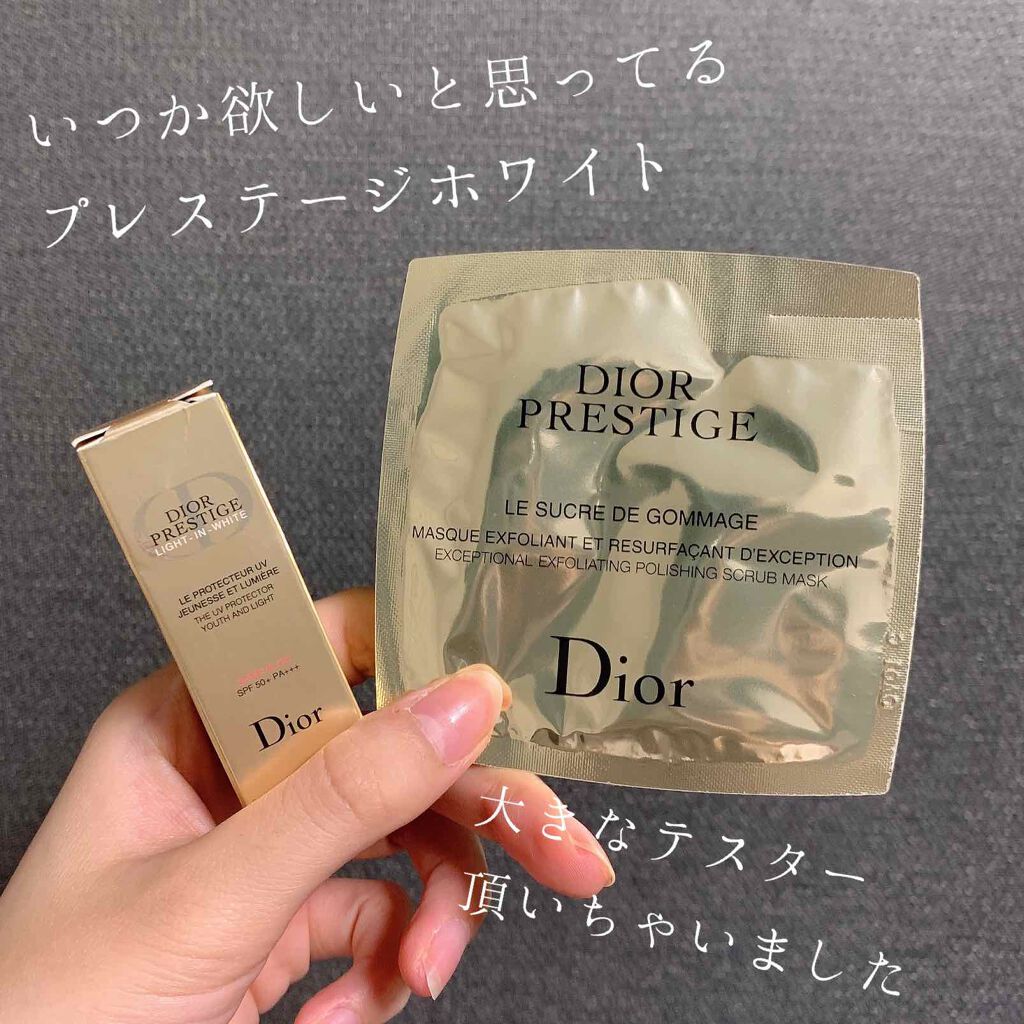 いつか欲しいと思ってる
プレステージホワイト
DIOR
PRESTIGE
LE SUCRE DE GOMMAGE
MASQUE EXFOLIANT ET RESURFAÇANT D'EXCEPTION
EXCEPTIONAL EXFOLIATING POLISHING SCRUB MASK
Dior
DIOR
PRESTIGE
LIGHT-IN-WHITE
LE PROTECTEUR UV
JEUNESSE ET LUMIÈRE
THE UV PROTECTOR
YOUTH AND LIGHT
SPF 50+ PA+++
Dior
大きなテスター
頂いちゃいました